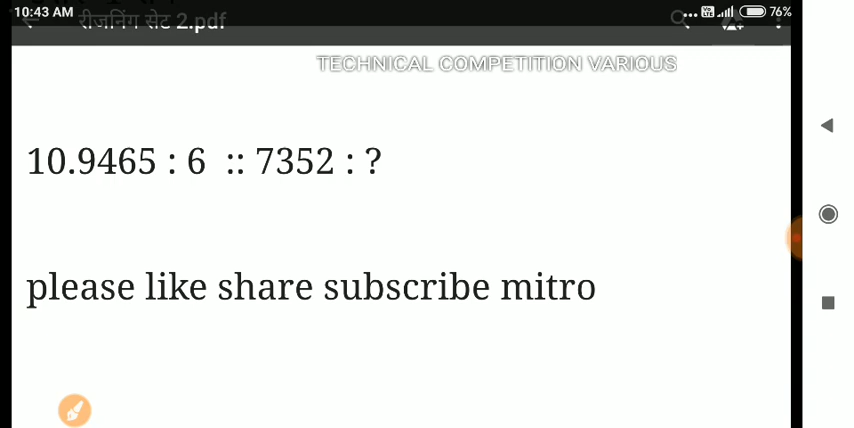 10:43 AM 76%
रीजनिंग सेट 2.pdf
TECHNICAL COMPETITION VARIOUS
10.9465 : 6 :: 7352 : ?
please like share subscribe mitro